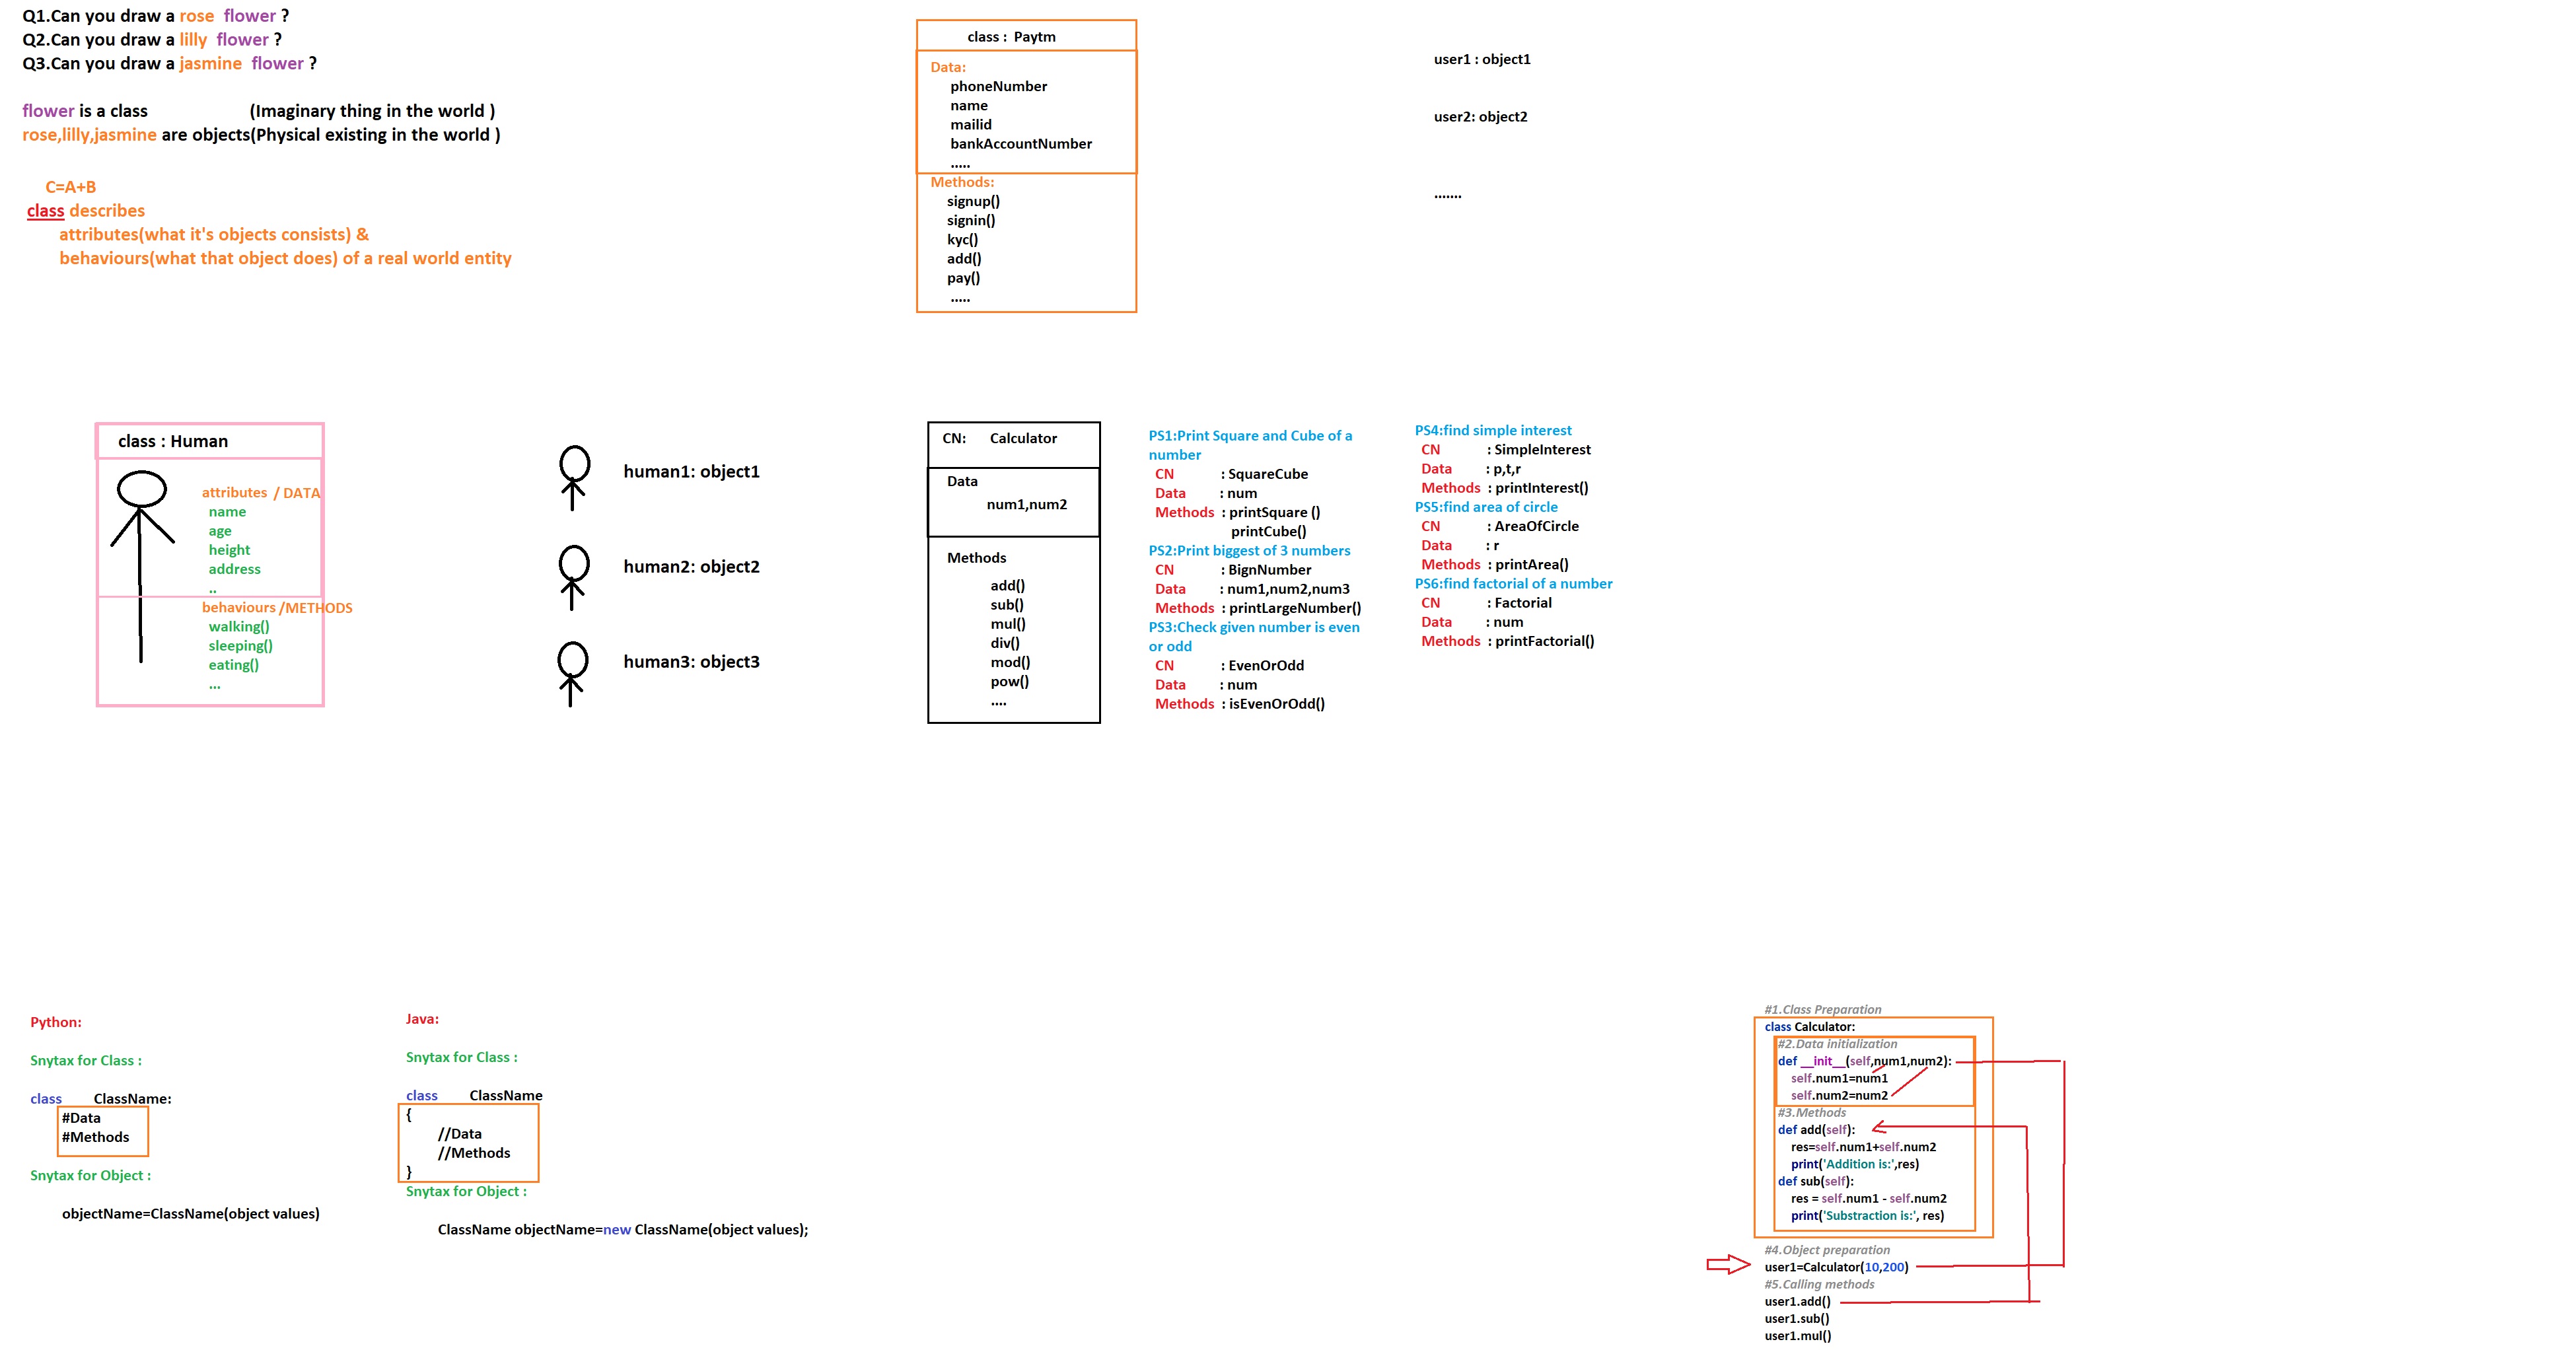 Q1.Can you draw a rose flower ?
Q2.Can you draw a lilly flower ?
Q3.Can you draw a jasmine flower ?
flower is a class (Imaginary thing in the world )
rose,lilly,jasmine are objects(Physical existing in the world )
C=A+B
class describes
attributes(what it's objects consists) &
behaviours(what that object does) of a real world entity
class : Paytm
Data:
phoneNumber
name
mailid
bankAccountNumber
.....
Methods:
signup()
signin()
kyc()
add()
pay()
.....
user1 : object1
user2: object2
.......
class : Human
attributes / DATA
name
age
height
address
..
behaviours /METHODS
walking()
sleeping()
eating()
...
human1: object1
human2: object2
human3: object3
CN: Calculator
Data
num1,num2
Methods
add()
sub()
mul()
div()
mod()
pow()
....
PS1:Print Square and Cube of a
number
CN : SquareCube
Data : num
Methods : printSquare ()
printCube()
PS2:Print biggest of 3 numbers
CN : BignNumber
Data : num1,num2,num3
Methods : printLargeNumber()
PS3:Check given number is even
or odd
CN : EvenOrOdd
Data : num
Methods : isEvenOrOdd()
PS4:find simple interest
CN : SimpleInterest
Data : p,t,r
Methods : printInterest()
PS5:find area of circle
CN : AreaOfCircle
Data : r
Methods : printArea()
PS6:find factorial of a number
CN : Factorial
Data : num
Methods : printFactorial()
Python:
Snytax for Class :
class ClassName:
#Data
#Methods
Snytax for Object :
objectName=ClassName(object values)
Java:
Snytax for Class :
class ClassName
{
//Data
//Methods
}
Snytax for Object :
ClassName objectName=new ClassName(object values);
#1.Class Preparation
class Calculator:
#2.Data initialization
def __init__(self,num1,num2):
self.num1=num1
self.num2=num2
#3.Methods
def add(self):
res=self.num1+self.num2
print('Addition is:',res)
def sub(self):
res = self.num1 - self.num2
print('Substraction is:', res)
#4.Object preparation
user1=Calculator(10,200)
#5.Calling methods
user1.add()
user1.sub()
user1.mul()